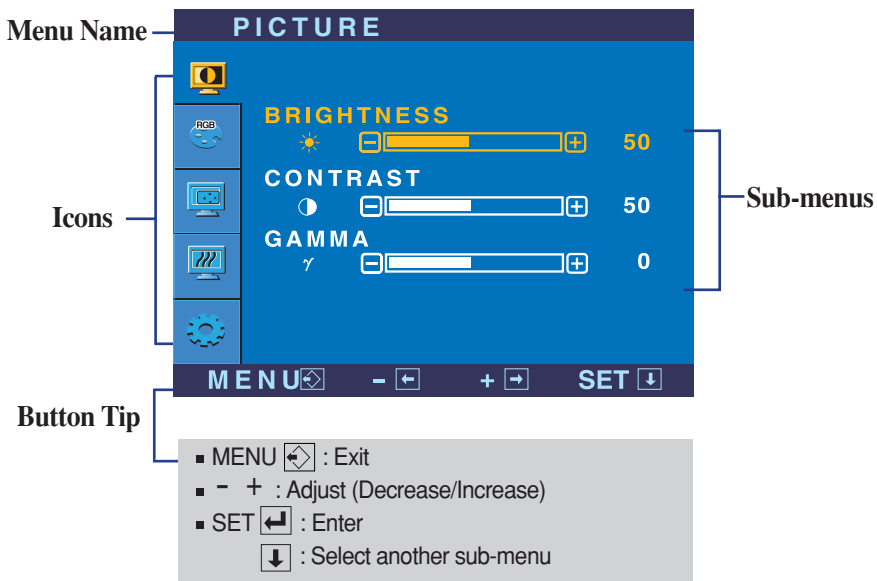 Menu Name
PICTURE
RGB
BRIGHTNESS
50
CONTRAST
50
GAMMA
γ
0
Icons
Sub-menus
MENU - + SET
Button Tip
▪ MENU : Exit
▪ - + : Adjust (Decrease/Increase)
▪ SET : Enter
: Select another sub-menu